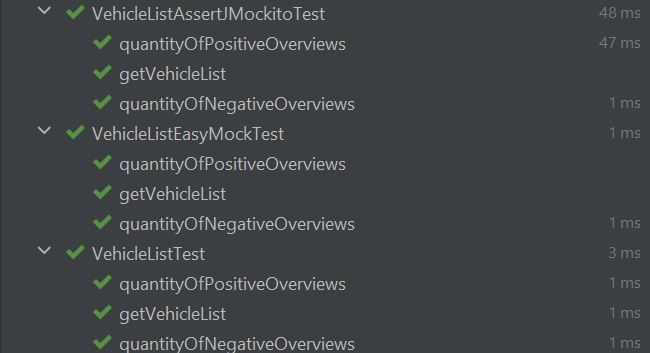 VehicleListAssertJMockitoTest 48 ms
quantityOfPositiveOverviews 47 ms
getVehicleList
quantityOfNegativeOverviews 1 ms
VehicleListEasyMockTest 1 ms
quantityOfPositiveOverviews
getVehicleList
quantityOfNegativeOverviews 1 ms
VehicleListTest 3 ms
quantityOfPositiveOverviews 1 ms
getVehicleList 1 ms
quantityOfNegativeOverviews 1 ms